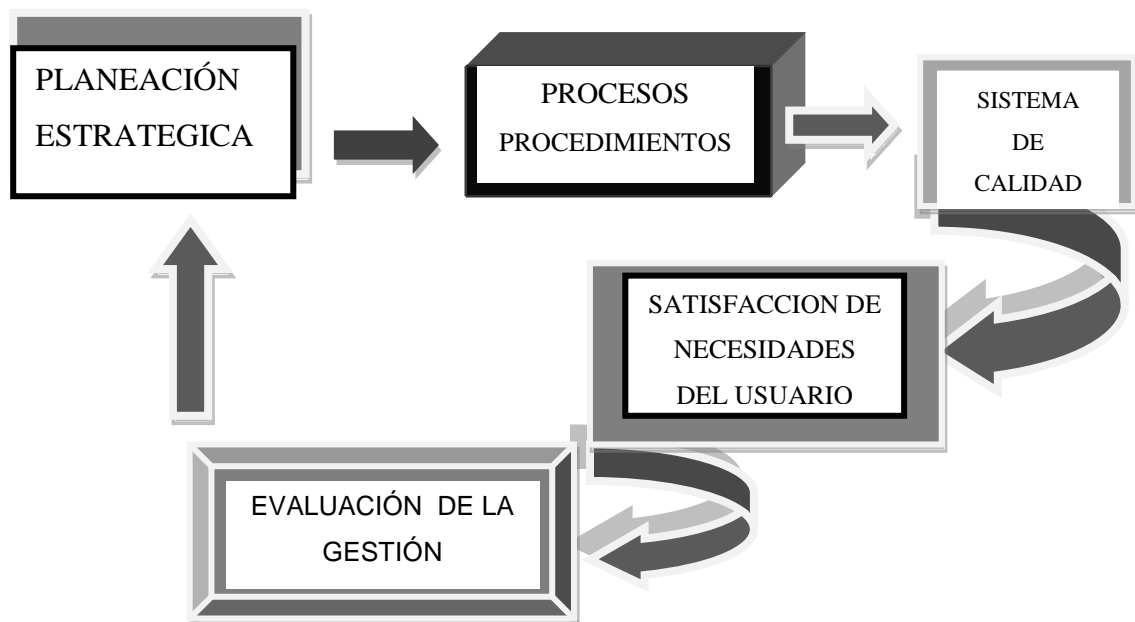 PLANEACIÓN
ESTRATEGICA
PROCESOS
PROCEDIMIENTOS
SISTEMA
DE
CALIDAD
SATISFACCION DE
NECESIDADES
DEL USUARIO
EVALUACIÓN DE LA
GESTIÓN